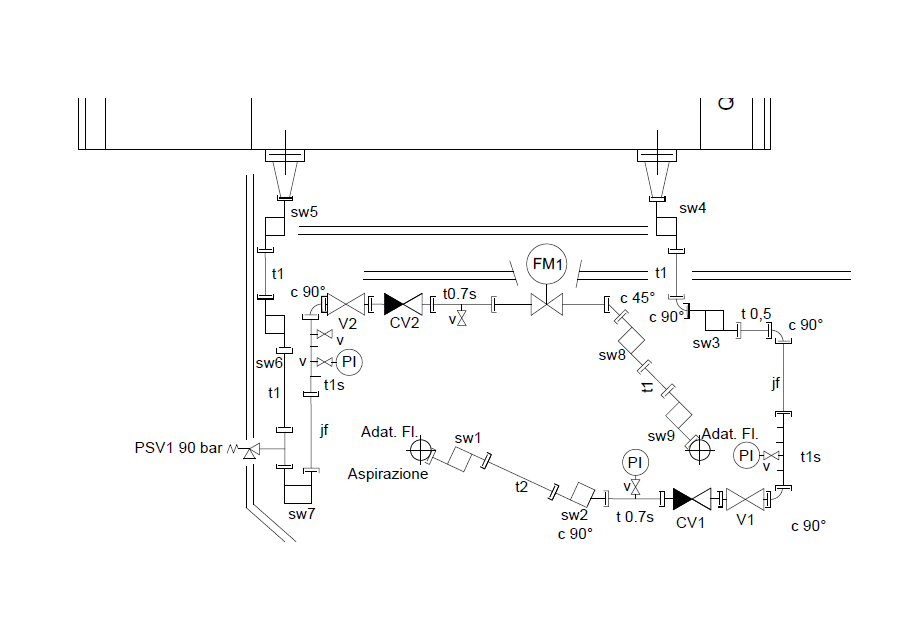 Q
sw5
sw4
FM1
t1
t1
c 90°
t0.7s
c 45°
c 90°
t 0,5
c 90°
V2
CV2
v
v
sw8
sw3
sw6
v
PI
t1
t1s
t1
jf
jf
PSV1 90 bar
Adat. Fl.
sw1
sw9
Adat. Fl.
PI
v
t1s
Aspirazione
PI
v
t2
sw7
sw2
t 0.7s
CV1
V1
c 90°
c 90°